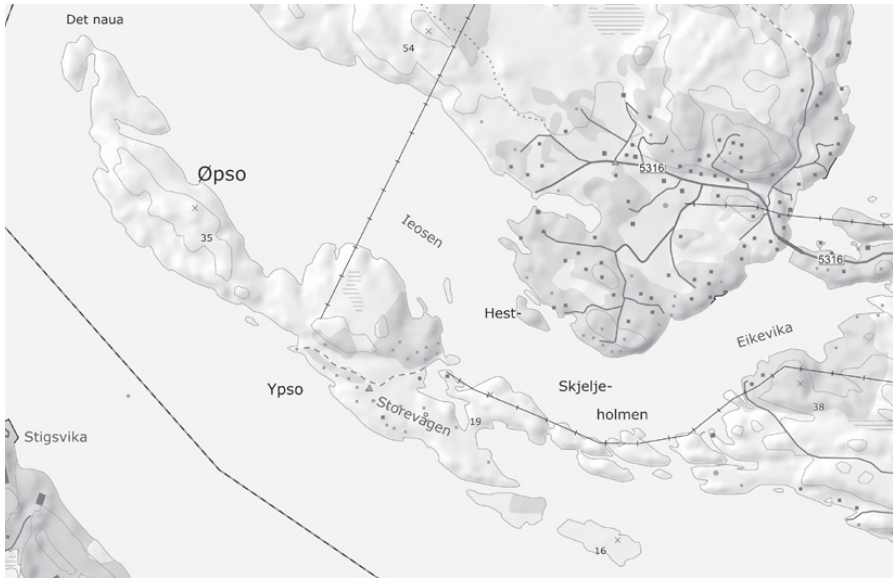 Det naua
54
Øpso
5316
35
Ieosen
5316
Hest-
Eikevika
Skjelje-
holmen
Ypso
Storevågen
19
38
Stigsvika
16